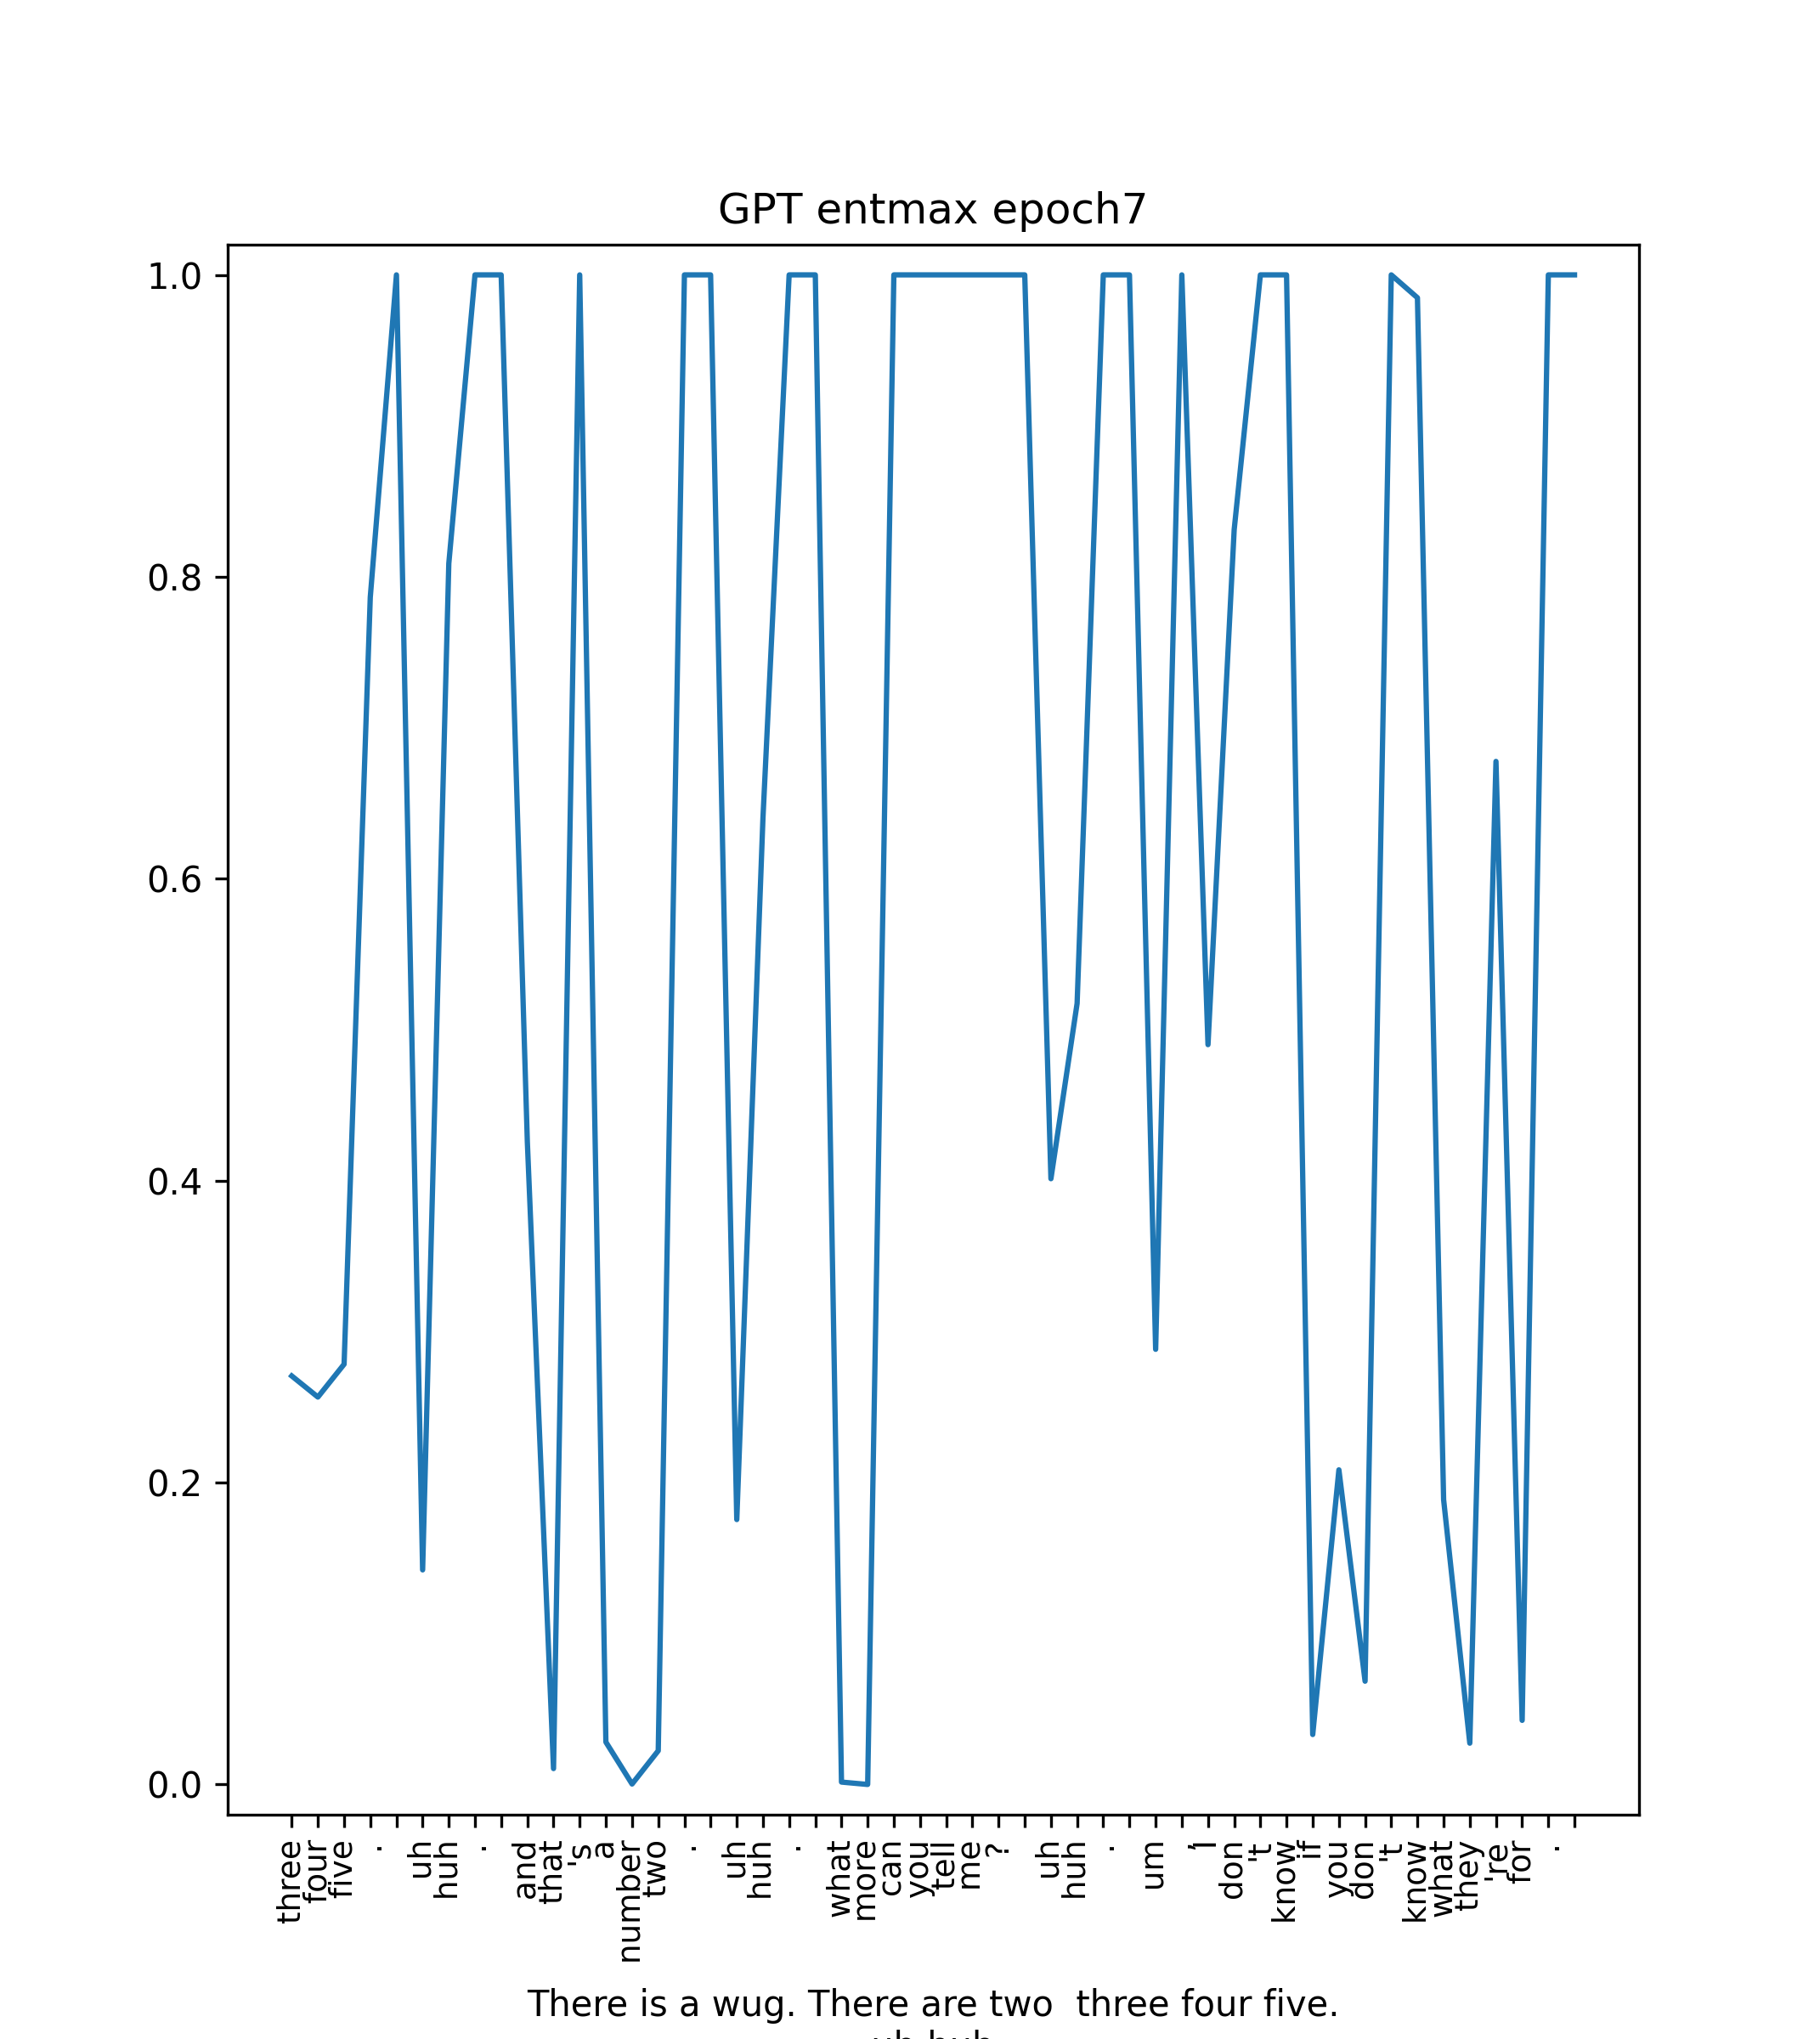 GPT entmax epoch7
1.0
0.8
0.6
0.4
0.2
0.0
three
four
five
.
uh
huh
.
and
that
's
a
number
two
.
uh
huh
.
what
more
can
you
tell
me
?
uh
huh
.
um
,
I
don
't
know
if
you
don
't
know
what
they
're
for
.
There is a wug. There are two three four five.
uh huh